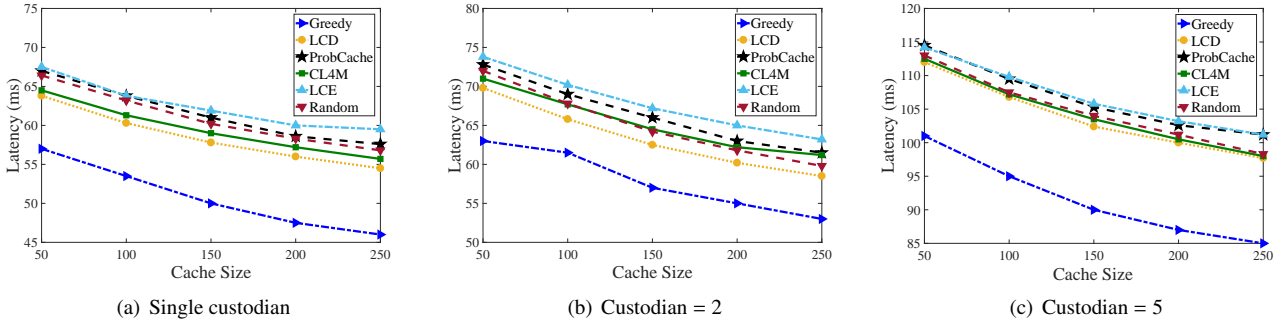 75
70
65
60
55
50
45
Latency (ms)
50 100 150 200 250
Cache Size
Greedy
LCD
ProbCache
CL4M
LCE
Random
(a) Single custodian
80
75
70
65
60
55
50
Latency (ms)
50 100 150 200 250
Cache Size
Greedy
LCD
ProbCache
CL4M
LCE
Random
(b) Custodian = 2
120
115
110
105
100
95
90
85
Latency (ms)
50 100 150 200 250
Cache Size
Greedy
LCD
ProbCache
CL4M
LCE
Random
(c) Custodian = 5